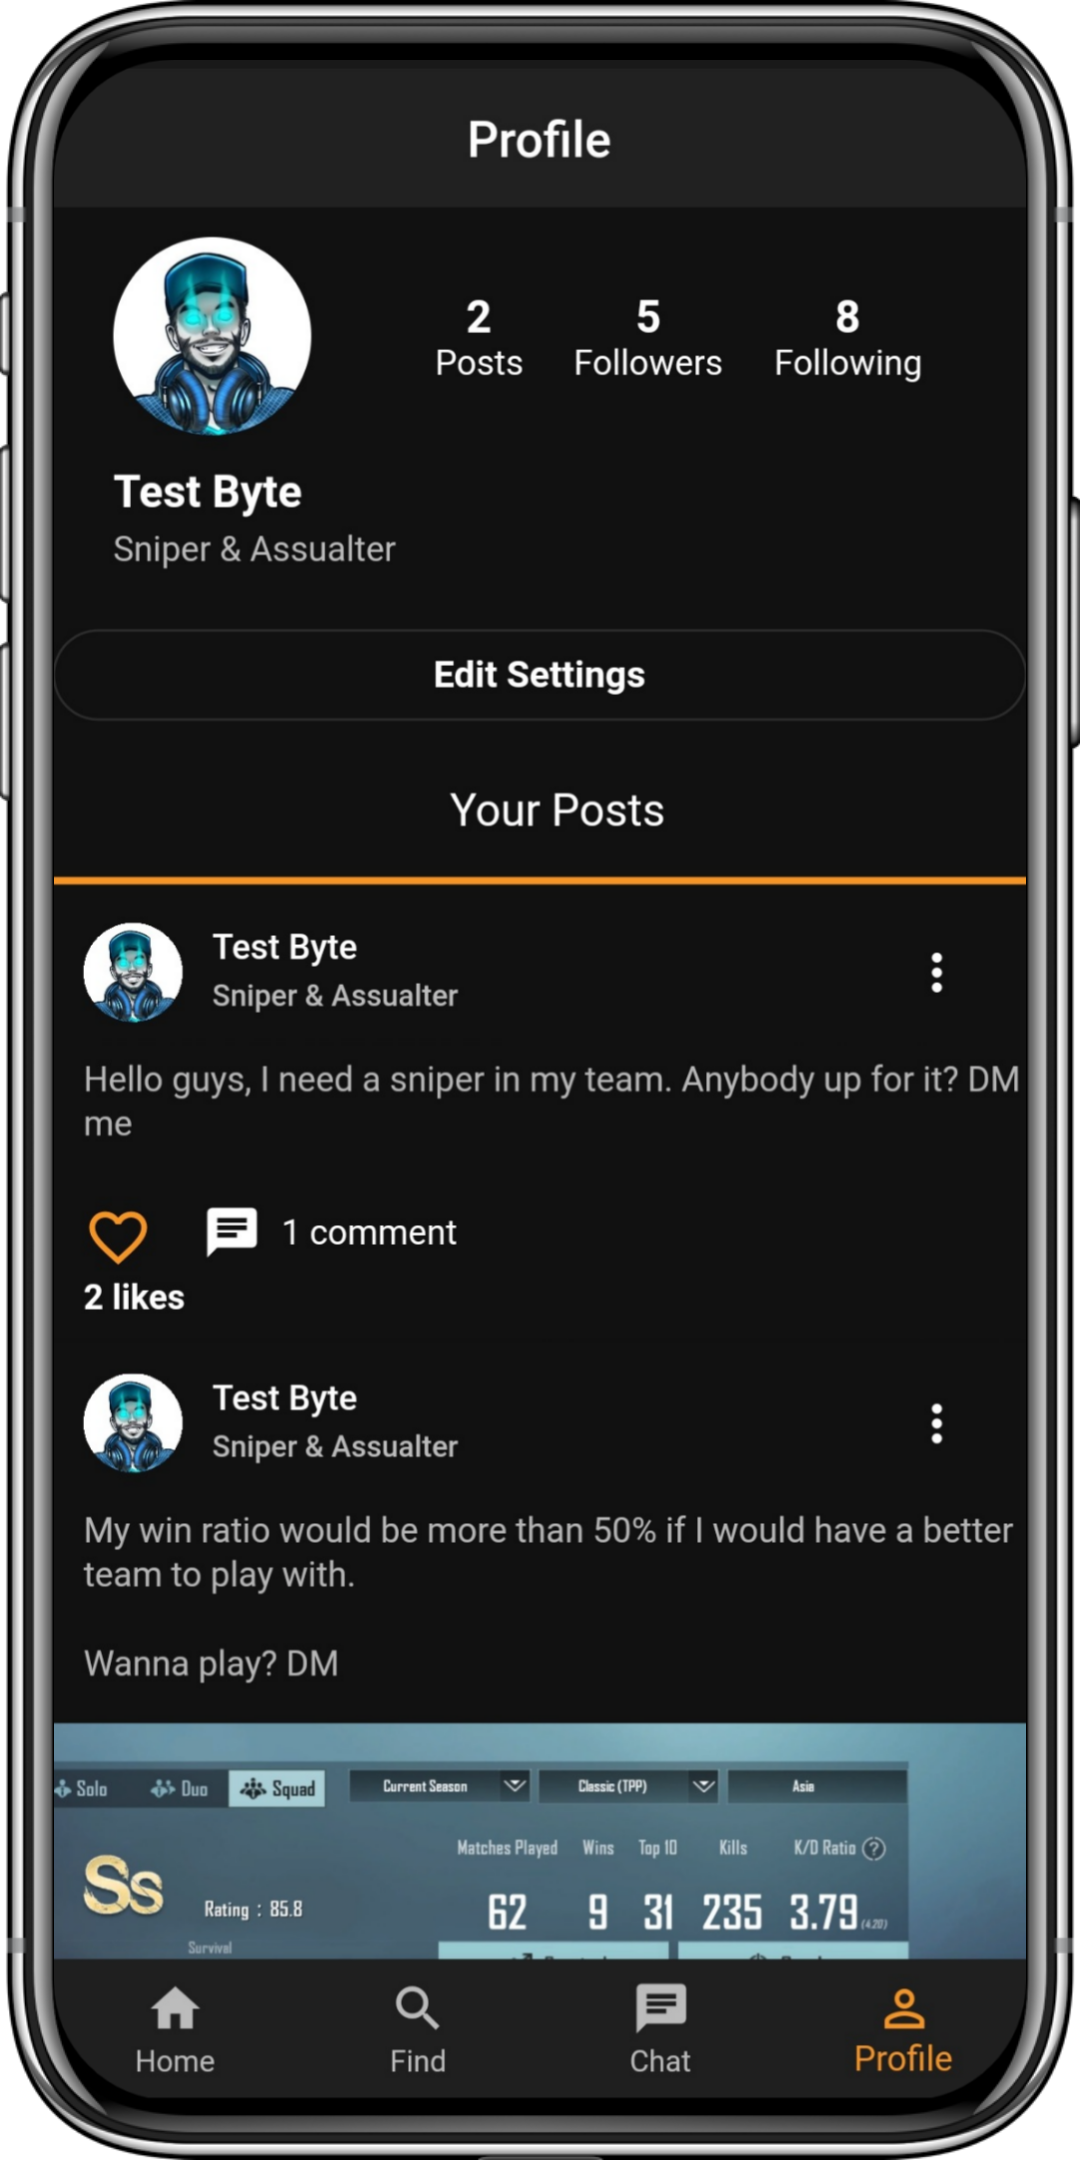 Profile
2 5 8
Posts Followers Following
Test Byte
Sniper & Assualter
Edit Settings
Your Posts
Test Byte
Sniper & Assualter
Hello guys, I need a sniper in my team. Anybody up for it? DM
me
1 comment
2 likes
Test Byte
Sniper & Assualter
My win ratio would be more than 50% if I would have a better
team to play with.
Wanna play? DM
Solo Duo Squad Current Season Classic (TPP) Asia
Matches Played Wins Top 10 Kills K/D Ratio ?
Ss Rating : 85.8 62 9 31 235 3.79 (4.20)
Survival
Home Find Chat Profile